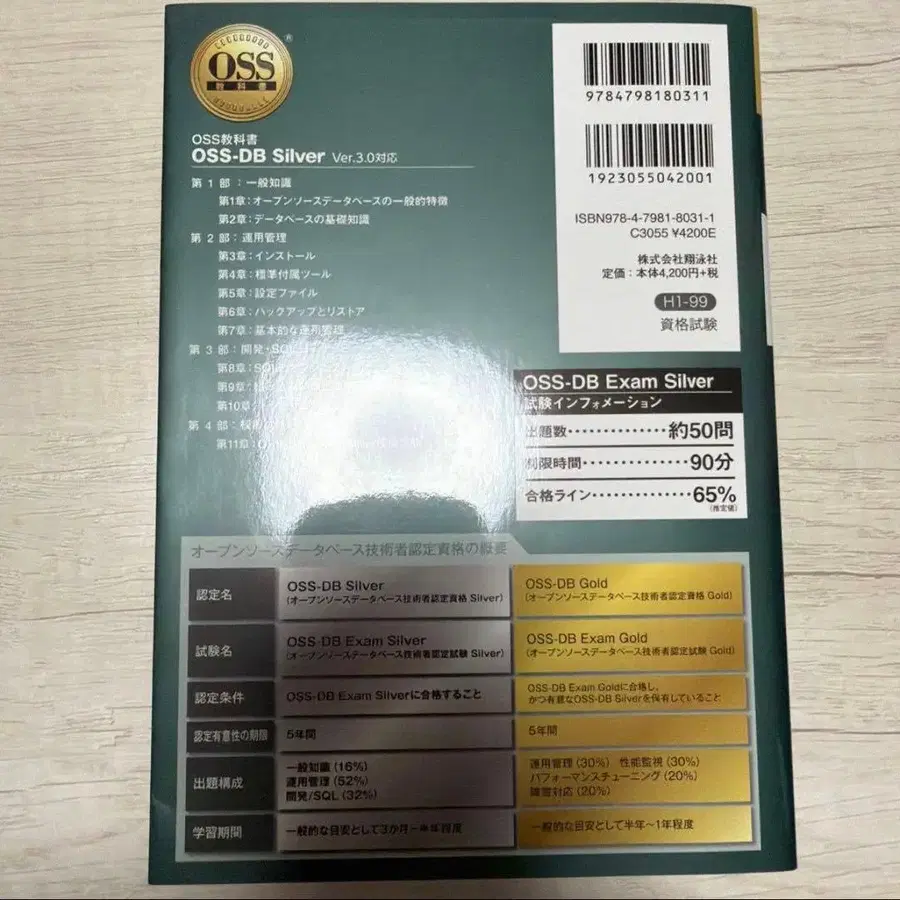 OSS
教科書
®
OSS教科書
OSS-DB Silver Ver.3.0対応
第1部:一般知識
第1章:オープンソースデータベースの一般的特徴
第2章:データベースの基礎知識
第2部:運用管理
第3章:インストール
第4章:標準付属ツール
第5章:設定ファイル
第6章:バックアップとリストア
第7章:基本的な運用管理
第3部:開発・SQL
第8章:SQL
第9章:
第10章
第4部:
第11章:
9784798180311
1923055042001
ISBN978-4-7981-8031-1
C3055 ¥4200E
株式会社翔泳社
定価:本体4,200円+税
H1-99
資格試験
OSS-DB Exam Silver
試験インフォメーション
出題数・・・・・・・・・・・・・・約50問
制限時間・・・・・・・・・・・・・・90分
合格ライン・・・・・・・・・・・・・65%
(推定値)
オープンソースデータベース技術者認定資格の概要
認定名 OSS-DB Silver OSS-DB Gold
(オープンソースデータベース技術者認定資格 Silver) (オープンソースデータベース技術者認定資格 Gold)
試験名 OSS-DB Exam Silver OSS-DB Exam Gold
(オープンソースデータベース技術者認定試験 Silver) (オープンソースデータベース技術者認定試験 Gold)
認定条件 OSS-DB Exam Silverに合格すること OSS-DB Exam Goldに合格し、
かつ有意なOSS-DB Silverを保有していること
認定有意性の期限 5年間 5年間
出題構成 一般知識(16%) 運用管理(30%) 性能監視(30%)
運用管理(52%) パフォーマンスチューニング(20%)
開発/SQL(32%) 障害対応(20%)
学習期間 一般的な目安として3か月~半年程度 一般的な目安として半年~1年程度